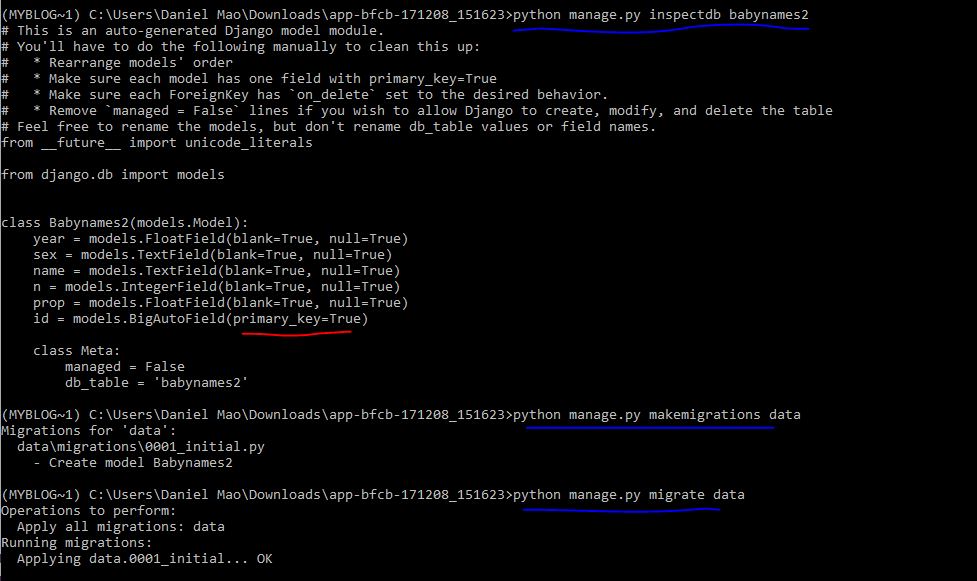 (MYBLOG~1) C:\Users\Daniel Mao\Downloads\app-bfcb-171208_151623>python manage.py inspectdb babynames2
# This is an auto-generated Django model module.
# You'll have to do the following manually to clean this up:
#   * Rearrange models' order
#   * Make sure each model has one field with primary_key=True
#   * Make sure each ForeignKey has `on_delete` set to the desired behavior.
#   * Remove `managed = False` lines if you wish to allow Django to create, modify, and delete the table
# Feel free to rename the models, but don't rename db_table values or field names.
from __future__ import unicode_literals
from django.db import models
class Babynames2(models.Model):
    year = models.FloatField(blank=True, null=True)
    sex = models.TextField(blank=True, null=True)
    name = models.TextField(blank=True, null=True)
    n = models.IntegerField(blank=True, null=True)
    prop = models.FloatField(blank=True, null=True)
    id = models.BigAutoField(primary_key=True)
    class Meta:
        managed = False
        db_table = 'babynames2'
(MYBLOG~1) C:\Users\Daniel Mao\Downloads\app-bfcb-171208_151623>python manage.py makemigrations data
Migrations for 'data':
  data\migrations\0001_initial.py
    - Create model Babynames2
(MYBLOG~1) C:\Users\Daniel Mao\Downloads\app-bfcb-171208_151623>python manage.py migrate data
Operations to perform:
  Apply all migrations: data
Running migrations:
  Applying data.0001_initial... OK